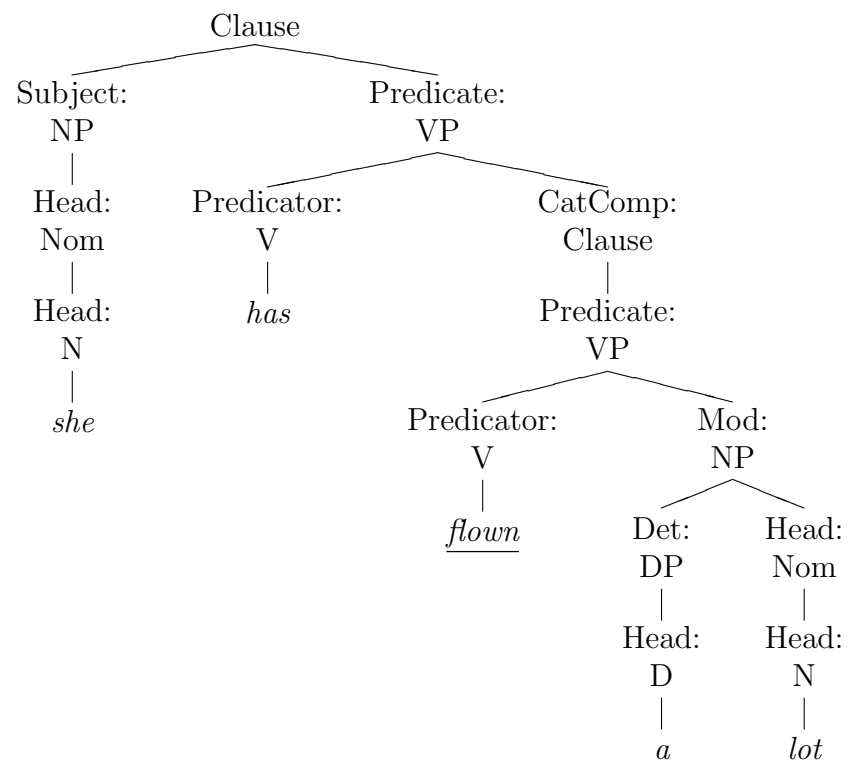 Clause
Subject: Predicate:
NP VP
Head: Predicator: CatComp:
Nom V Clause
Head: has Predicate:
N VP
she Predicator: Mod:
V NP
flown Det: Head:
DP Nom
Head: Head:
D N
a lot